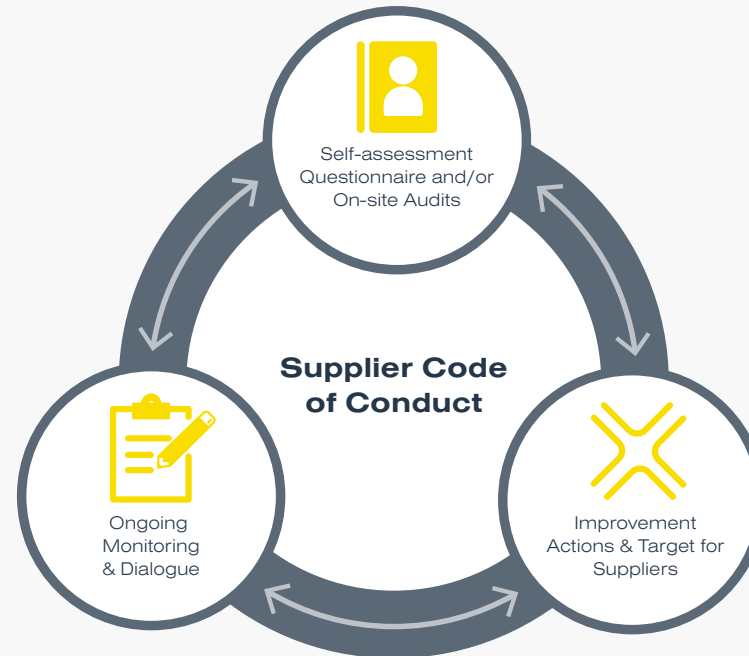 Self-assessment
Questionnaire and/or
On-site Audits
Supplier Code
of Conduct
Ongoing
Monitoring
& Dialogue
Improvement
Actions & Target for
Suppliers